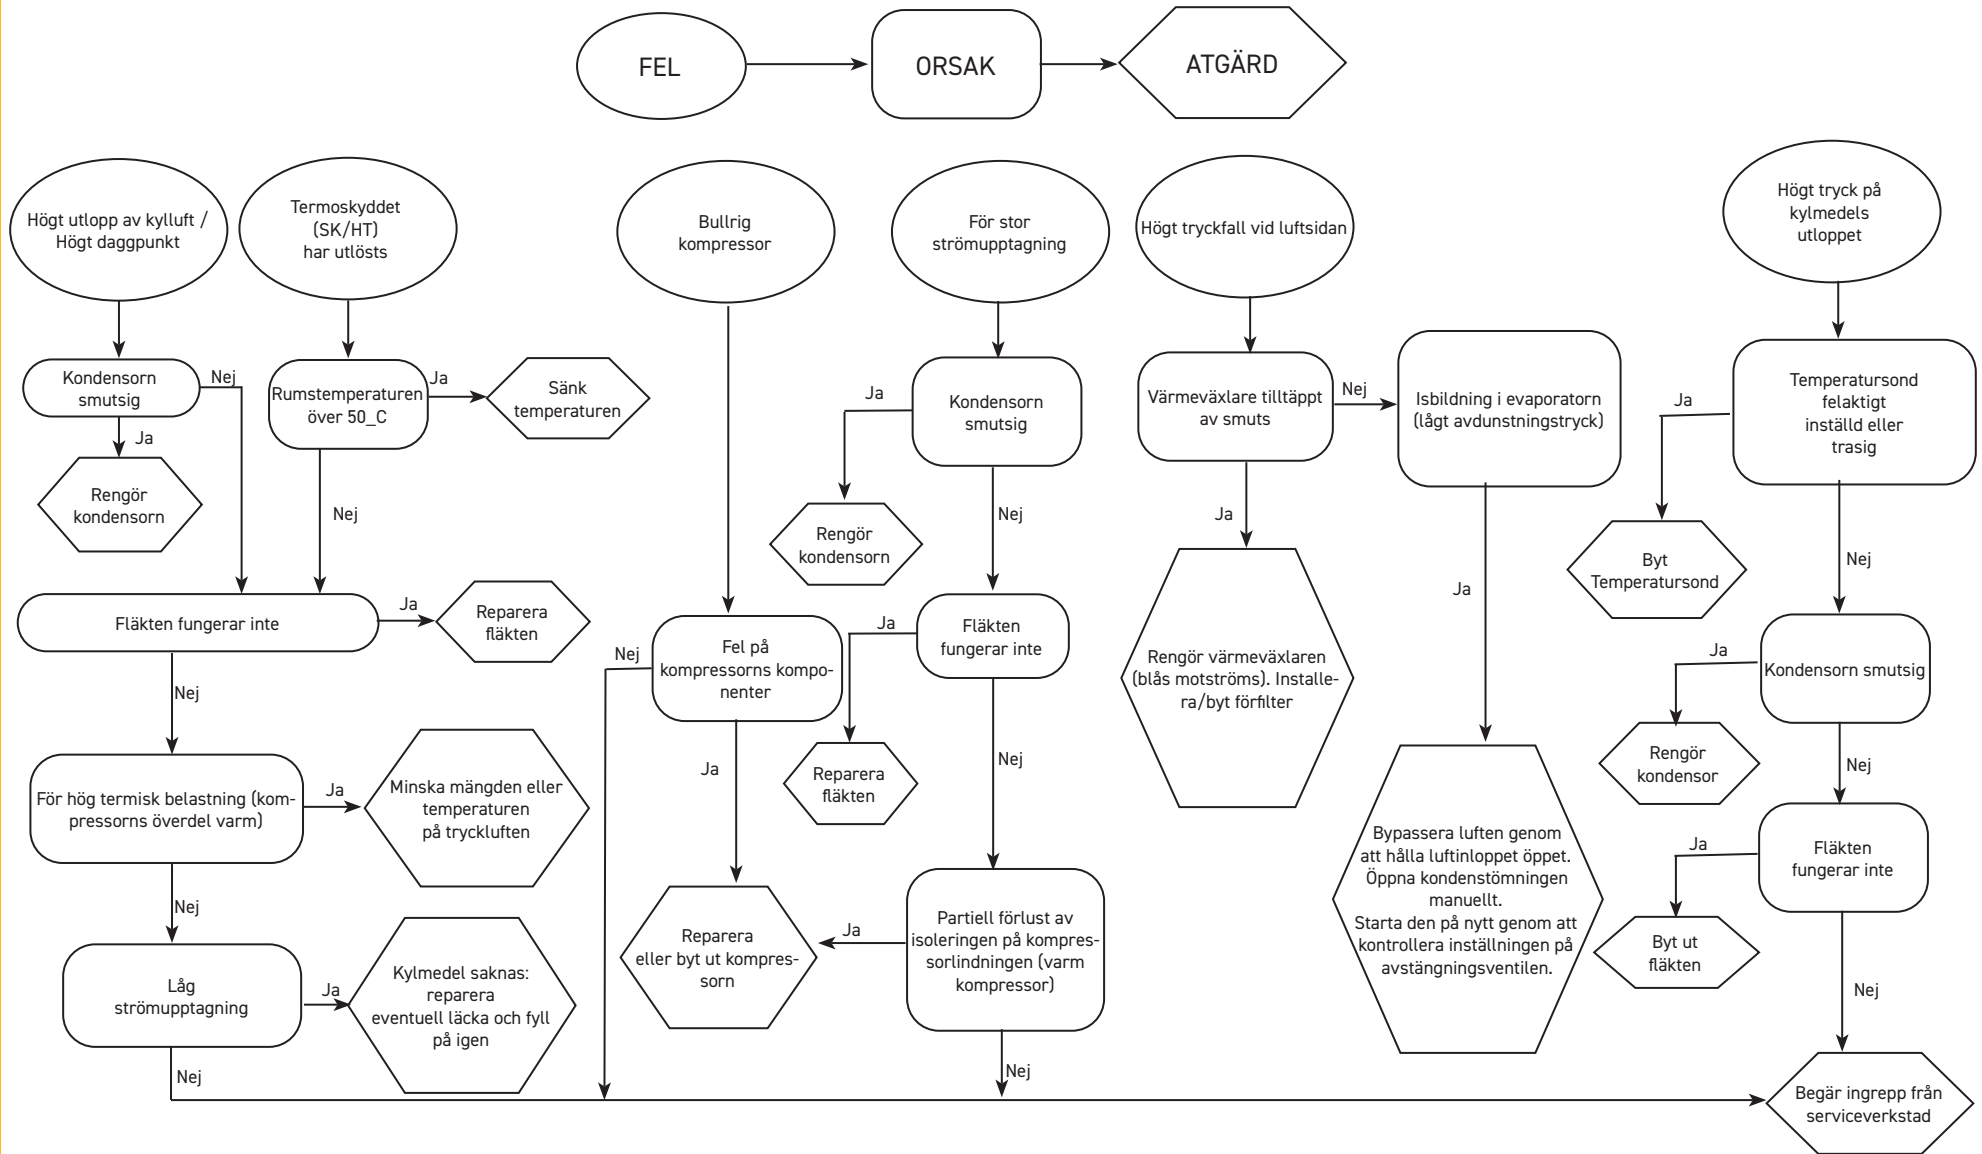 FEL
ORSAK
ATGÄRD
Högt utlopp av kylluft /
Högt daggpunkt
Termoskyddet
(SK/HT)
har utlösts
Bullrig
kompressor
För stor
strömupptagning
Högt tryckfall vid luftsidan
Högt tryck på
kylmedels
utloppet
Kondensorn
smutsig
Nej
Ja
Rengör
kondensorn
Rumstemperaturen
över 50_C
Ja
Sänk
temperaturen
Nej
Fläkten fungerar inte
Ja
Reparera
fläkten
Nej
För hög termisk belastning (kom-
pressorns överdel varm)
Ja
Minska mängden eller
temperaturen
på tryckluften
Nej
Låg
strömupptagning
Ja
Kylmedel saknas:
reparera
eventuell läcka och fyll
på igen
Nej
Fel på
kompressorns kompo-
nenter
Nej
Ja
Reparera
eller byt ut kompres-
sorn
Kondensorn
smutsig
Ja
Rengör
kondensorn
Nej
Fläkten
fungerar inte
Ja
Reparera
fläkten
Nej
Partiell förlust av
isoleringen på kompres-
sorlindningen (varm
kompressor)
Ja
Nej
Värmeväxlare tilltäppt
av smuts
Nej
Ja
Rengör värmeväxlaren
(blås motströms). Installe-
ra/byt förfilter
Isbildning i evaporatorn
(lågt avdunstningstryck)
Ja
Bypassera luften genom
att hålla luftinloppet öppet.
Öppna kondenstömningen
manuellt.
Starta den på nytt genom att
kontrollera inställningen på
avstängningsventilen.
Temperatursond
felaktigt
inställd eller
trasig
Ja
Byt
Temperatursond
Nej
Kondensorn smutsig
Ja
Rengör
kondensor
Nej
Fläkten
fungerar inte
Ja
Byt ut
fläkten
Nej
Begär ingrepp från
serviceverkstad